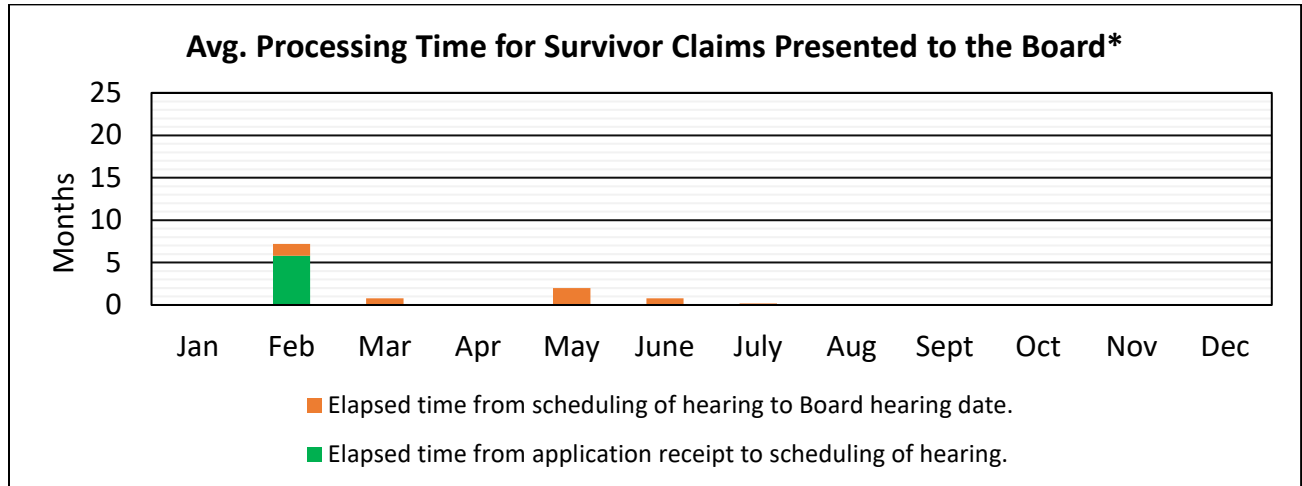 Avg. Processing Time for Survivor Claims Presented to the Board*
25
20
15
10
5
0
Months
Jan Feb Mar Apr May June July Aug Sept Oct Nov Dec
Elapsed time from scheduling of hearing to Board hearing date.
Elapsed time from application receipt to scheduling of hearing.